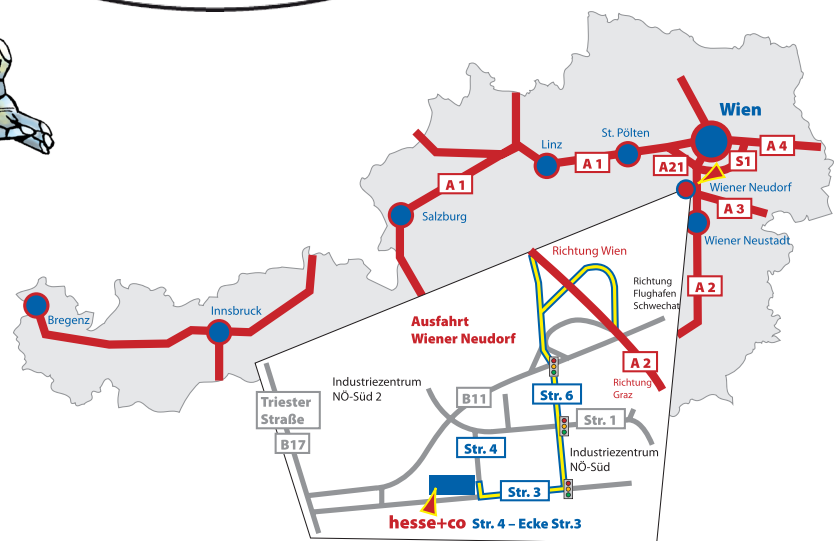 Wien
St. Pölten
Linz
A 4
A 1
A21
S1
A 1
Wiener Neudorf
A 3
Salzburg
Wiener Neustadt
Richtung Wien
A 2
Richtung
Flughafen
Schwechat
Innsbruck
Bregenz
Ausfahrt
Wiener Neudorf
A 2
Richtung
Graz
Industriezentrum
NÖ-Süd 2
Str. 6
B11
Triester
Straße
Str. 1
B17
Str. 4
Industriezentrum
NÖ-Süd
Str. 3
hesse+co Str. 4 – Ecke Str.3